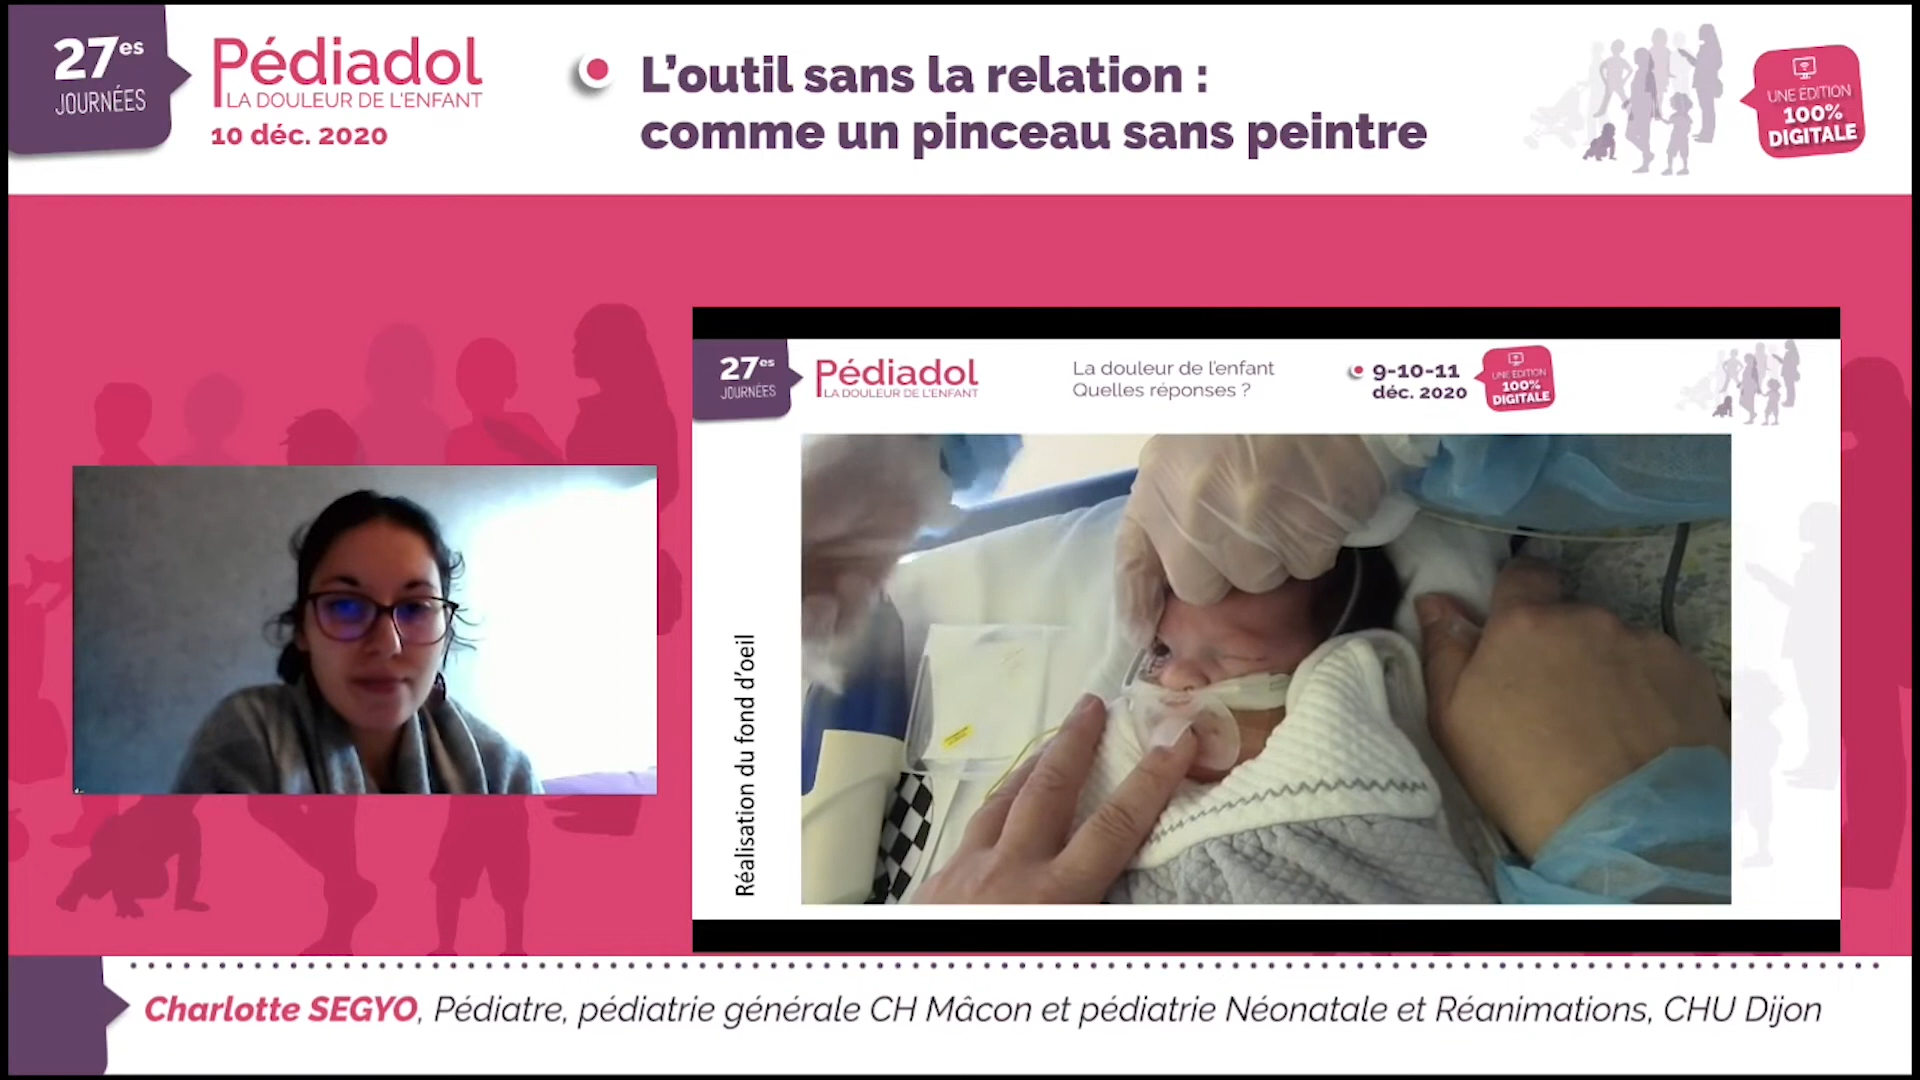 27es
JOURNÉES
Pédiadol
LA DOULEUR DE L'ENFANT
10 déc. 2020
L'outil sans la relation :
comme un pinceau sans peintre
UNE ÉDITION
100%
DIGITALE
27es
JOURNÉES
Pédiadol
LA DOULEUR DE L'ENFANT
La douleur de l'enfant
Quelles réponses ?
9-10-11
déc. 2020
UNE ÉDITION
100%
DIGITALE
Réalisation du fond d'oeil
Charlotte SEGYO, Pédiatre, pédiatrie générale CH Mâcon et pédiatrie Néonatale et Réanimations, CHU Dijon